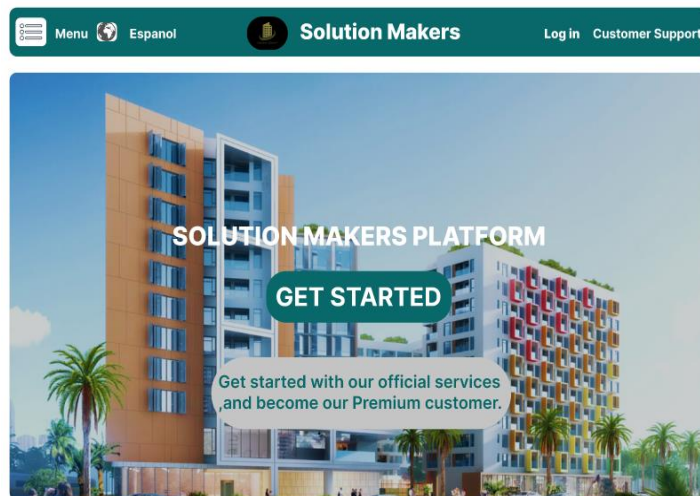 Menu Espanol Solution Makers Log in Customer Support
SOLUTION MAKERS PLATFORM
GET STARTED
Get started with our official services
,and become our Premium customer.